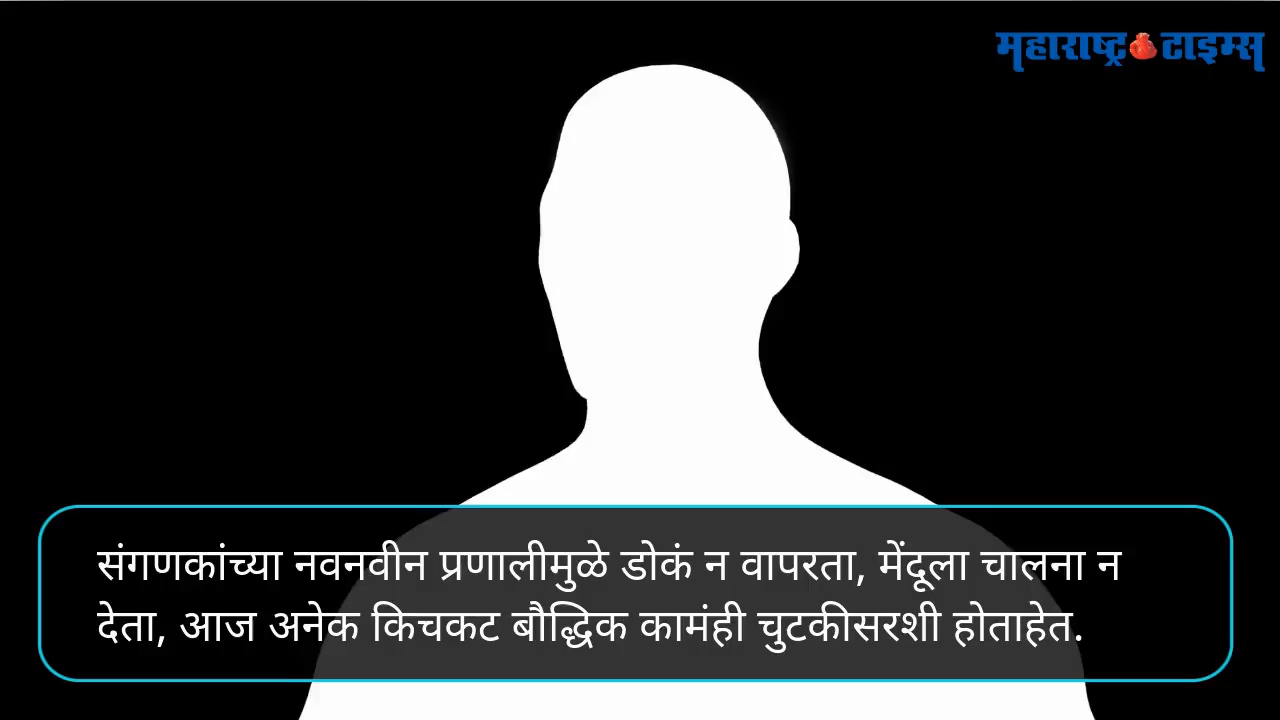 महाराष्ट्र टाइम्स
संगणकांच्या नवनवीन प्रणालीमुळे डोकं न वापरता, मेंदूला चालना न
देता, आज अनेक किचकट बौद्धिक कामंही चुटकीसरशी होताहेत.